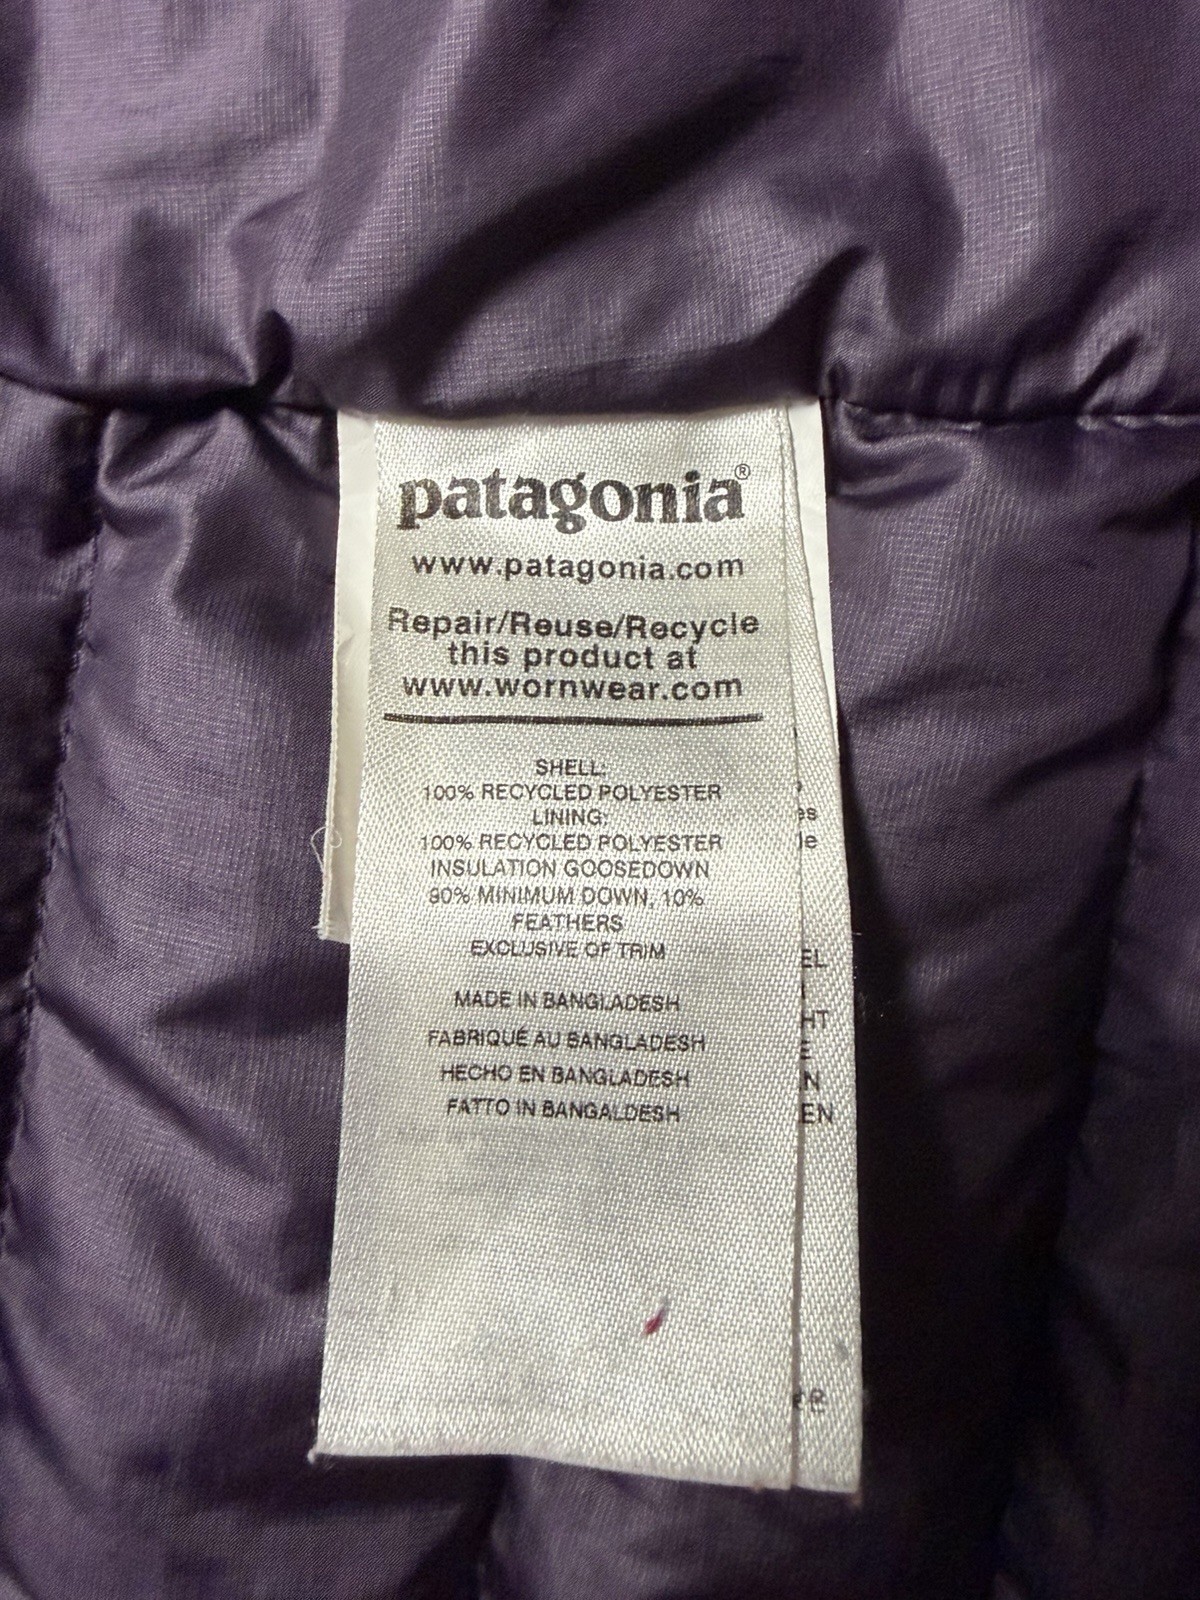 patagonia®
www.patagonia.com
Repair/Reuse/Recycle
this product at
www.wornwear.com
SHELL:
100% RECYCLED POLYESTER
LINING:
100% RECYCLED POLYESTER
INSULATION GOOSEDOWN
90% MINIMUM DOWN, 10%
FEATHERS
EXCLUSIVE OF TRIM
MADE IN BANGLADESH
FABRIQUÉ AU BANGLADESH
HECHO EN BANGLADESH
FATTO IN BANGALDESH